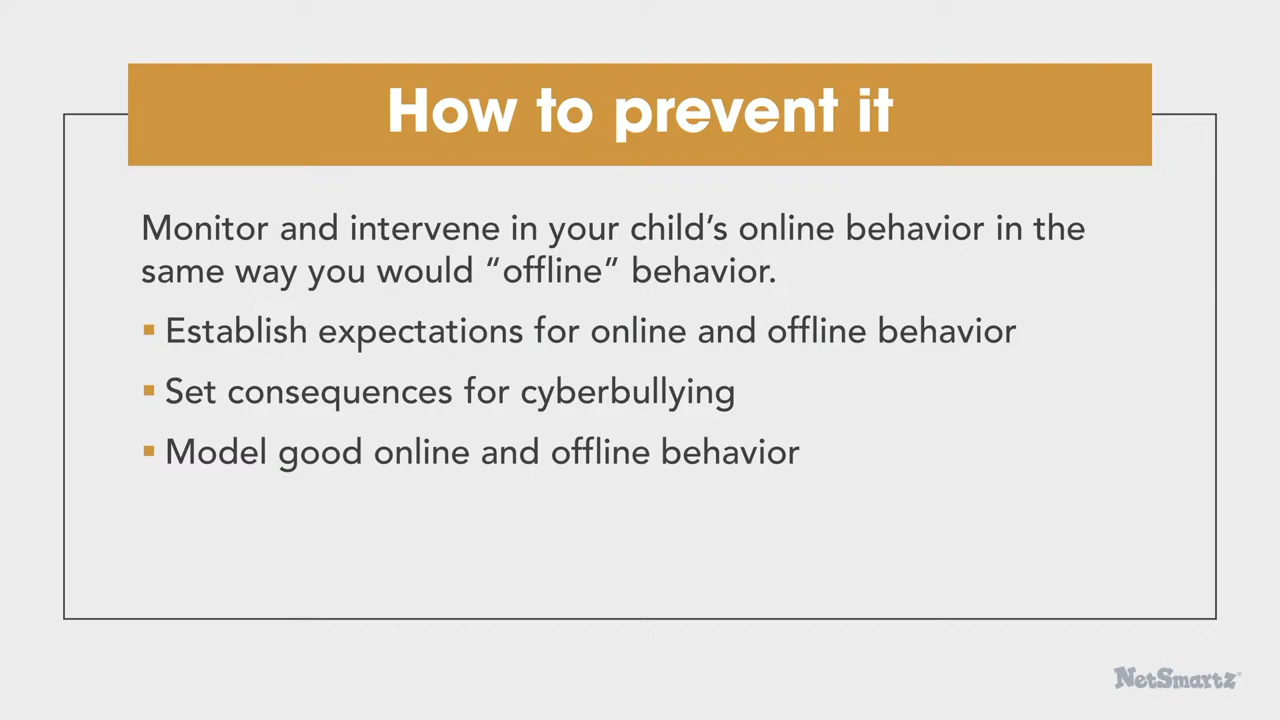 How to prevent it
Monitor and intervene in your child’s online behavior in the
same way you would “offline” behavior.
▪ Establish expectations for online and offline behavior
▪ Set consequences for cyberbullying
▪ Model good online and offline behavior
NetSmartz®